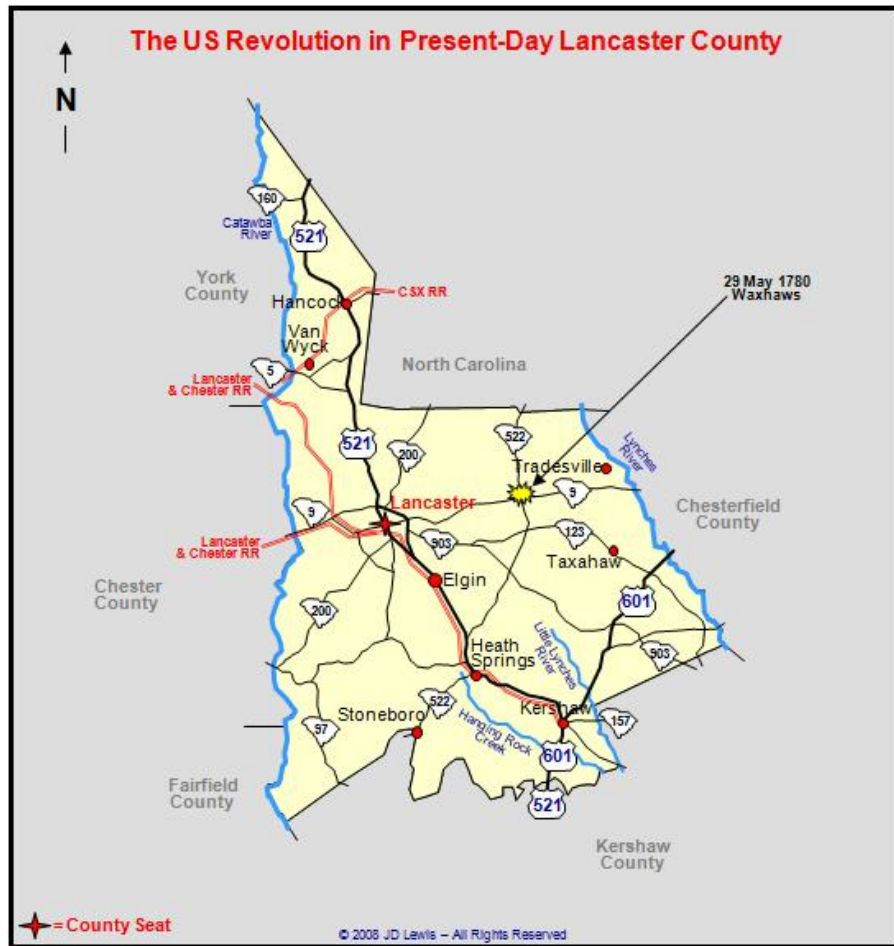 The US Revolution in Present-Day Lancaster County
N
160
Catawba
River
521
York
County
Hancock
CSX RR
29 May 1780
Waxhaws
Van
Wyck
North Carolina
5
Lancaster
& Chester RR
521
200
522
Tradesville
Lynches
River
9
Lancaster
9
Chesterfield
County
Lancaster
& Chester RR
903
123
Taxahaw
Elgin
Chester
County
601
200
Heath
Springs
Little Lynches
River
903
522
Stoneboro
Kershaw
157
97
Hanging Rock
Creek
601
Fairfield
County
521
Kershaw
County
= County Seat
© 2008 JD Lewis – All Rights Reserved